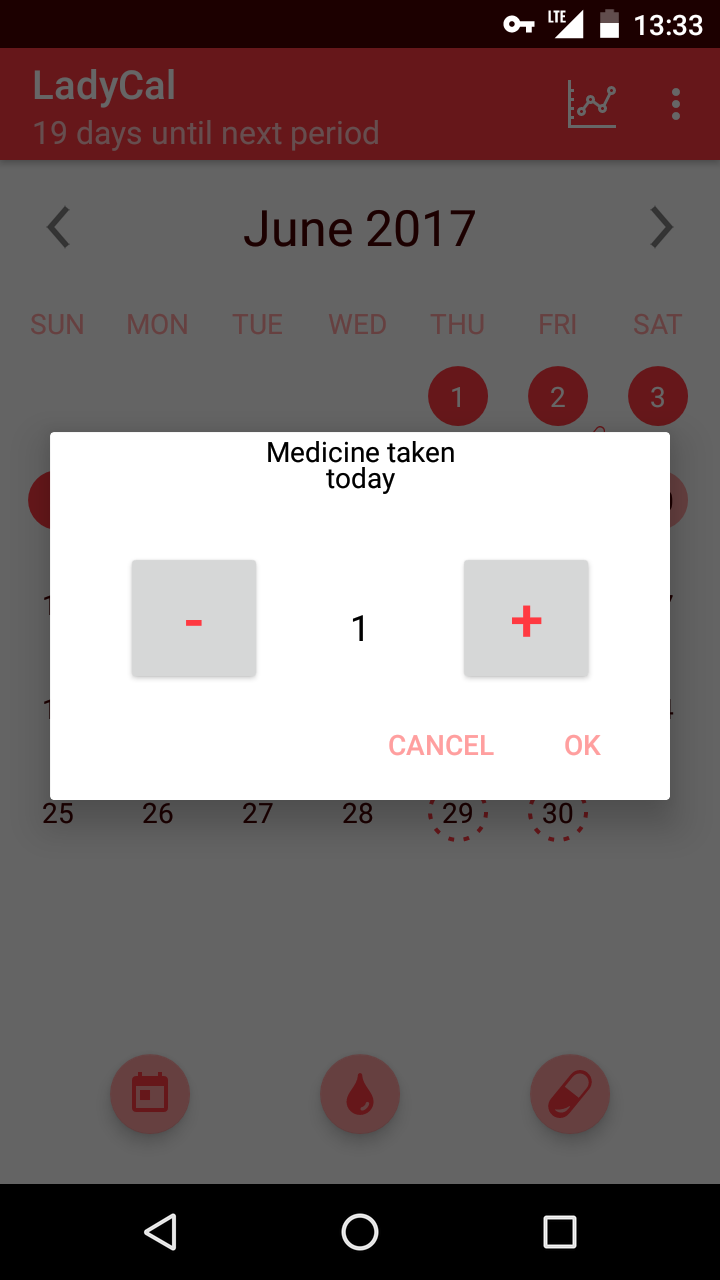 LTE 13:33
LadyCal
19 days until next period
June 2017
SUN MON TUE WED THU FRI SAT
1 2 3
Medicine taken
today
- 1 +
CANCEL OK
25 26 27 28 29 30